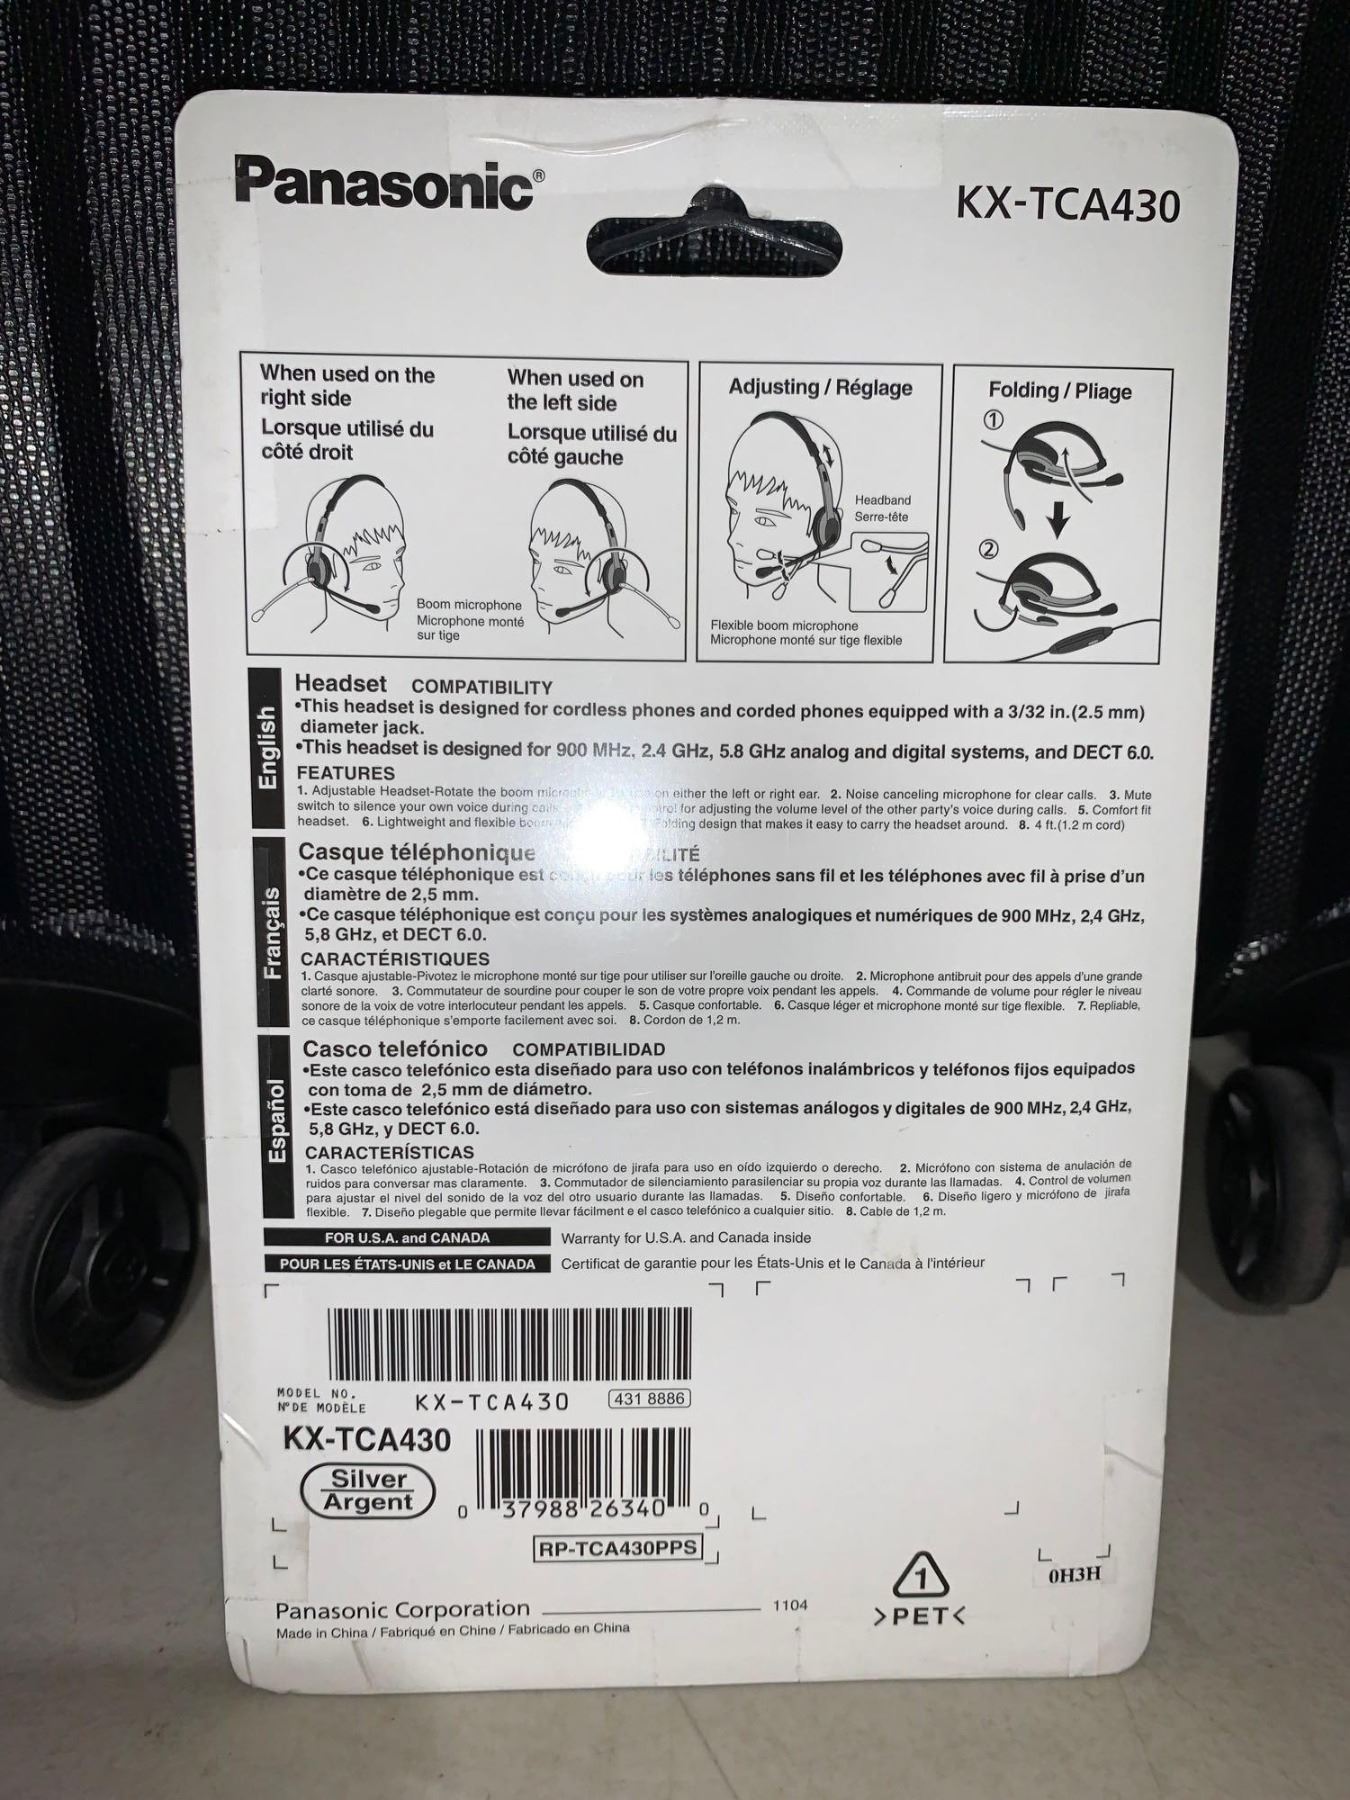 Panasonic®
KX-TCA430
When used on the
right side
Lorsque utilisé du
côté droit
When used on
the left side
Lorsque utilisé du
côté gauche
Boom microphone
Microphone monté
sur tige
Adjusting / Réglage
Headband
Serre-tête
Flexible boom microphone
Microphone monté sur tige flexible
Folding / Pliage
①
②
English
Headset COMPATIBILITY
•This headset is designed for cordless phones and corded phones equipped with a 3/32 in.(2.5 mm)
diameter jack.
•This headset is designed for 900 MHz, 2.4 GHz, 5.8 GHz analog and digital systems, and DECT 6.0.
FEATURES
1. Adjustable Headset-Rotate the boom on either the left or right ear. 2. Noise canceling microphone for clear calls. 3. Mute
switch to silence your own voice during for adjusting the volume level of the other party's voice during calls. 5. Comfort fit
headset. 6. Lightweight and flexible design that makes it easy to carry the headset around. 8. 4 ft.(1.2 m cord)
Français
Casque téléphonique
•Ce casque téléphonique est les téléphones sans fil et les téléphones avec fil à prise d'un
diamètre de 2,5 mm.
•Ce casque téléphonique est conçu pour les systèmes analogiques et numériques de 900 MHz, 2,4 GHz,
5,8 GHz, et DECT 6.0.
CARACTÉRISTIQUES
1. Casque ajustable-Pivotez le microphone monté sur tige pour utiliser sur l'oreille gauche ou droite. 2. Microphone antibruit pour des appels d'une grande
clarté sonore. 3. Commutateur de sourdine pour couper le son de votre propre voix pendant les appels. 4. Commande de volume pour régler le niveau
sonore de la voix de votre interlocuteur pendant les appels. 5. Casque confortable. 6. Casque léger et microphone monté sur tige flexible. 7. Repliable,
ce casque téléphonique s'emporte facilement avec soi. 8. Cordon de 1,2 m.
Español
Casco telefónico COMPATIBILIDAD
•Este casco telefónico esta diseñado para uso con teléfonos inalámbricos y teléfonos fijos equipados
con toma de 2,5 mm de diámetro.
•Este casco telefónico está diseñado para uso con sistemas análogos y digitales de 900 MHz, 2,4 GHz,
5,8 GHz, y DECT 6.0.
CARACTERÍSTICAS
1. Casco telefónico ajustable-Rotación de micrófono de jirafa para uso en oído izquierdo o derecho. 2. Micrófono con sistema de anulación de
ruidos para conversar mas claramente. 3. Commutador de silenciamiento parasilenciar su propia voz durante las llamadas. 4. Control de volumen
para ajustar el nivel del sonido de la voz del otro usuario durante las llamadas. 5. Diseño confortable. 6. Diseño ligero y micrófono de jirafa
flexible. 7. Diseño plegable que permite llevar fácilment e el casco telefónico a cualquier sitio. 8. Cable de 1,2 m.
FOR U.S.A. and CANADA Warranty for U.S.A. and Canada inside
POUR LES ÉTATS-UNIS et LE CANADA Certificat de garantie pour les États-Unis et le Canada à l'intérieur
MODEL NO.
N° DE MODÈLE
KX-TCA430
431 8886
KX-TCA430
Silver
Argent
0 37988 26340 0
RP-TCA430PPS
1
>PET<
0H3H
Panasonic Corporation
1104
Made in China / Fabriqué en Chine / Fabricado en China